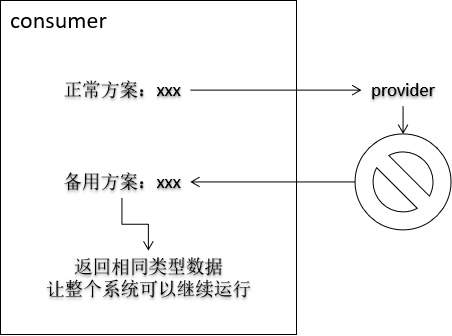 consumer
正常方案：xxx
provider
备用方案：xxx
返回相同类型数据
让整个系统可以继续运行